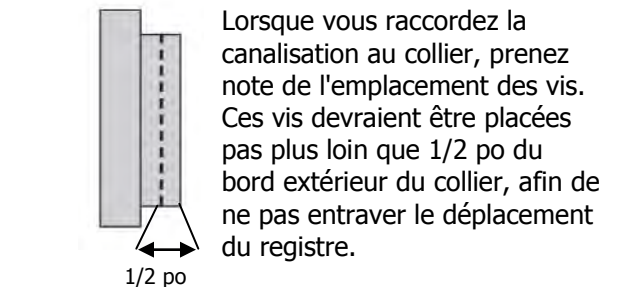 Lorsque vous raccordez la
canalisation au collier, prenez
note de l'emplacement des vis.
Ces vis devraient être placées
pas plus loin que 1/2 po du
bord extérieur du collier, afin de
ne pas entraver le déplacement
du registre.
1/2 po